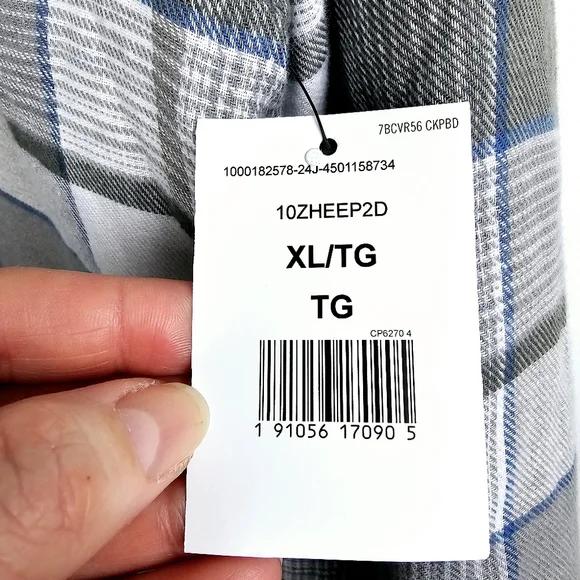 7BCVR56 CKPBD
1000182578-24J-4501158734
10ZHEEP2D
XL/TG
TG
CP6270 4
1 91056 17090 5